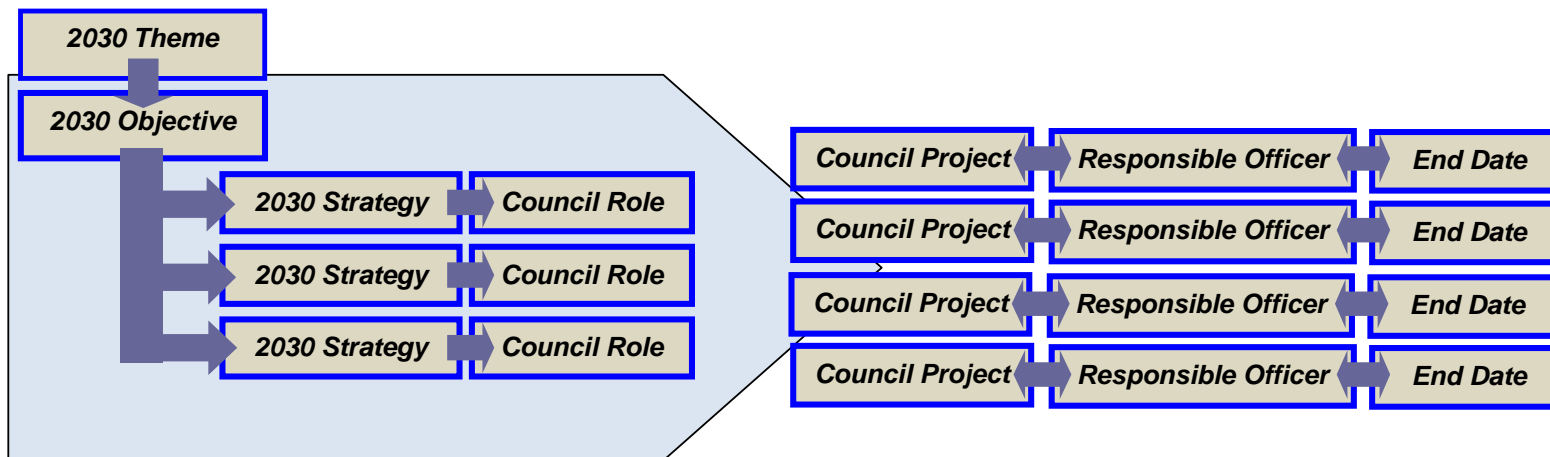 2030 Theme
2030 Objective
2030 Strategy
Council Role
2030 Strategy
Council Role
2030 Strategy
Council Role
Council Project
Responsible Officer
End Date
Council Project
Responsible Officer
End Date
Council Project
Responsible Officer
End Date
Council Project
Responsible Officer
End Date